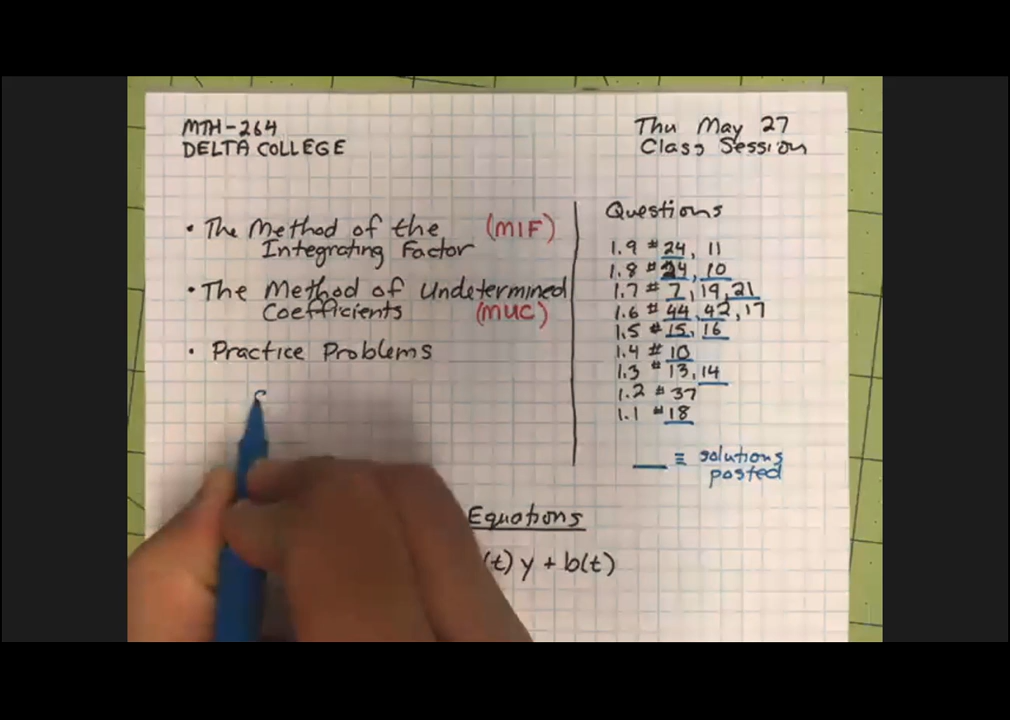 MTH-264
DELTA COLLEGE
Thu May 27
Class Session
• The Method of the (MIF)
Integrating Factor
• The Method of Undetermined
Coefficients (MUC)
• Practice Problems
Questions
1.9 # 24, 11
1.8 # 24, 10
1.7 # 7, 19, 21
1.6 # 44, 42, 17
1.5 # 15, 16
1.4 # 10
1.3 # 13, 14
1.2 # 37
1.1 # 18
___ ≡ solutions
posted
Equations
(t) y + b(t)